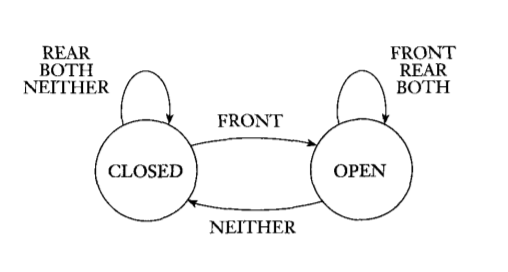 REAR
BOTH
NEITHER
FRONT
REAR
BOTH
FRONT
CLOSED
OPEN
NEITHER